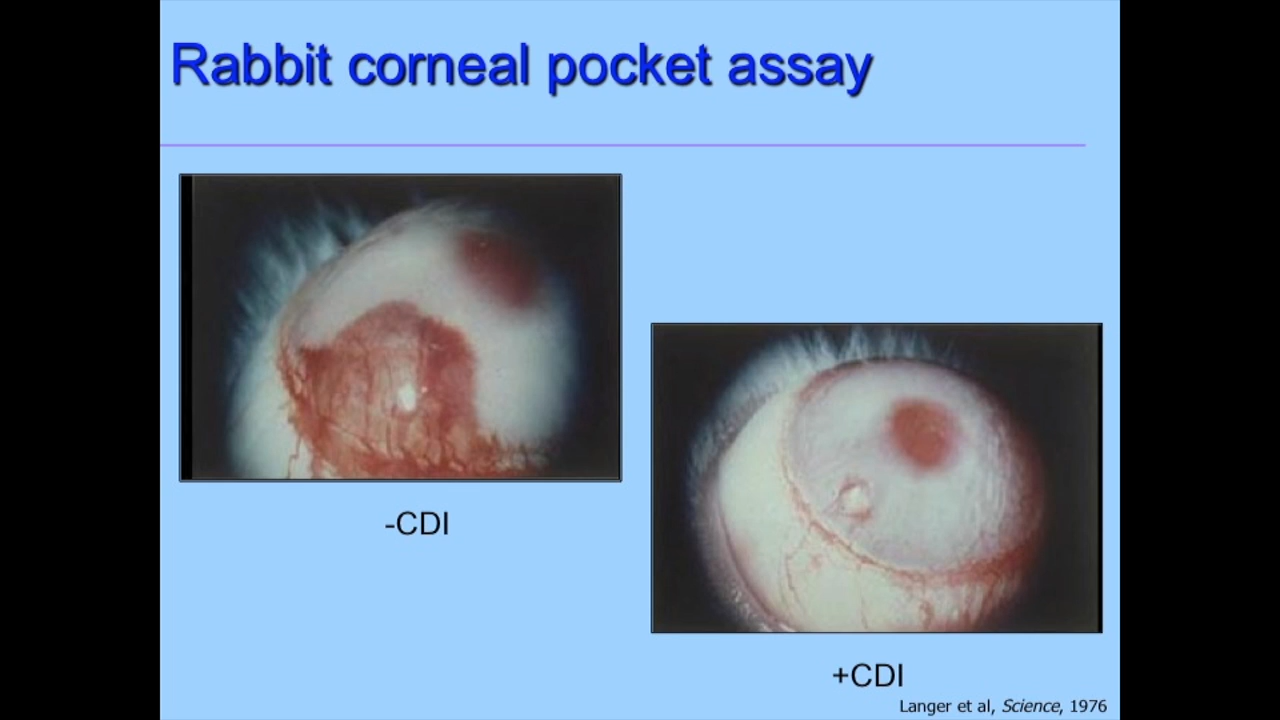 Rabbit corneal pocket assay
-CDI
+CDI
Langer et al, Science, 1976